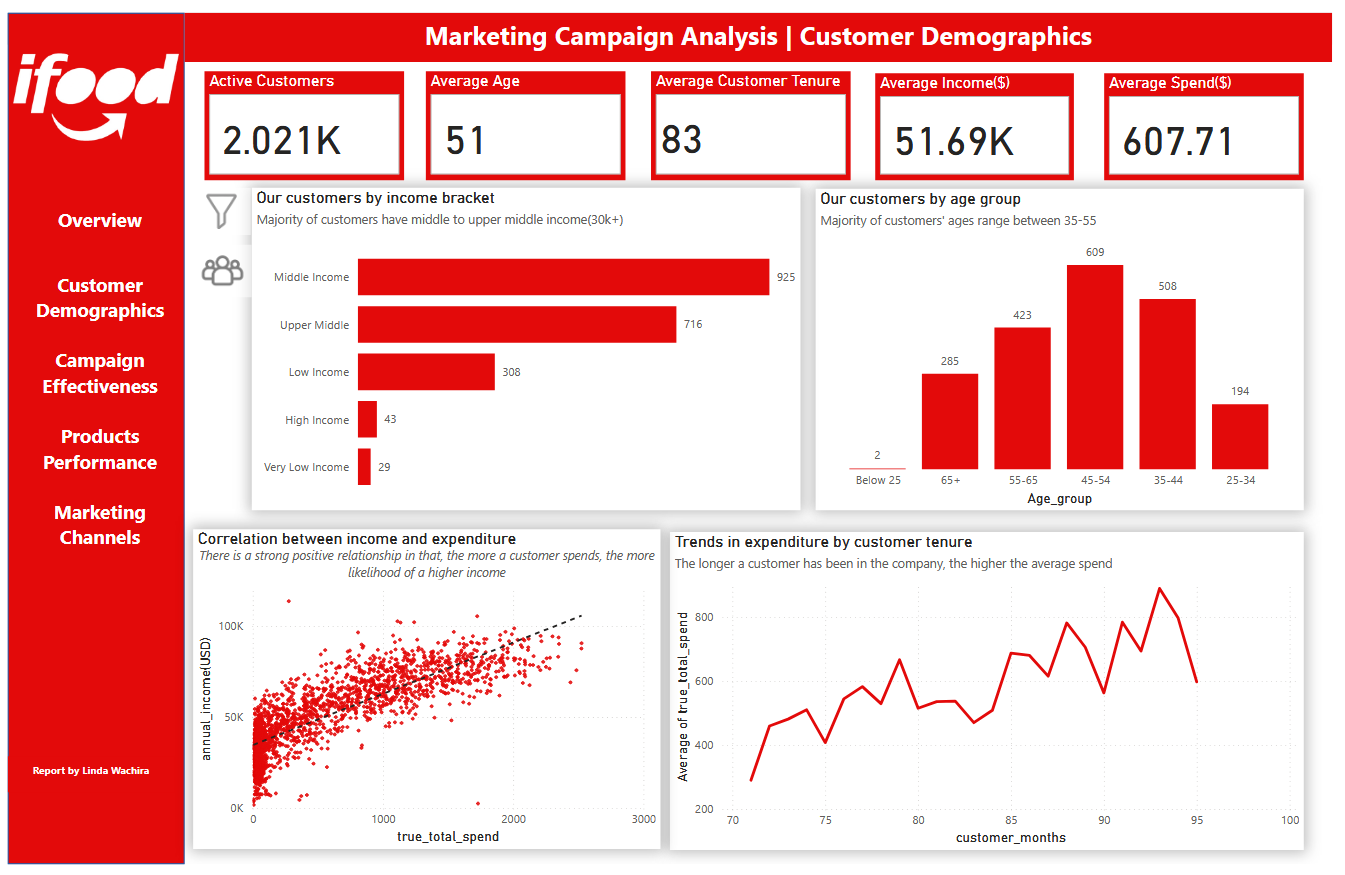 Marketing Campaign Analysis | Customer Demographics
ifood
Overview
Customer
Demographics
Campaign
Effectiveness
Products
Performance
Marketing
Channels
Report by Linda Wachira
Active Customers
2.021K
Average Age
51
Average Customer Tenure
83
Average Income($)
51.69K
Average Spend($)
607.71
Our customers by income bracket
Majority of customers have middle to upper middle income(30k+)
Middle Income 925
Upper Middle 716
Low Income 308
High Income 43
Very Low Income 29
Our customers by age group
Majority of customers' ages range between 35-55
2 285 423 609 508 194
Below 25 65+ 55-65 45-54 35-44 25-34
Age_group
Correlation between income and expenditure
There is a strong positive relationship in that, the more a customer spends, the more
likelihood of a higher income
annual_income(USD)
100K
50K
0K
0 1000 2000 3000
true_total_spend
Trends in expenditure by customer tenure
The longer a customer has been in the company, the higher the average spend
Average of true_total_spend
800
600
400
200
70 75 80 85 90 95 100
customer_months